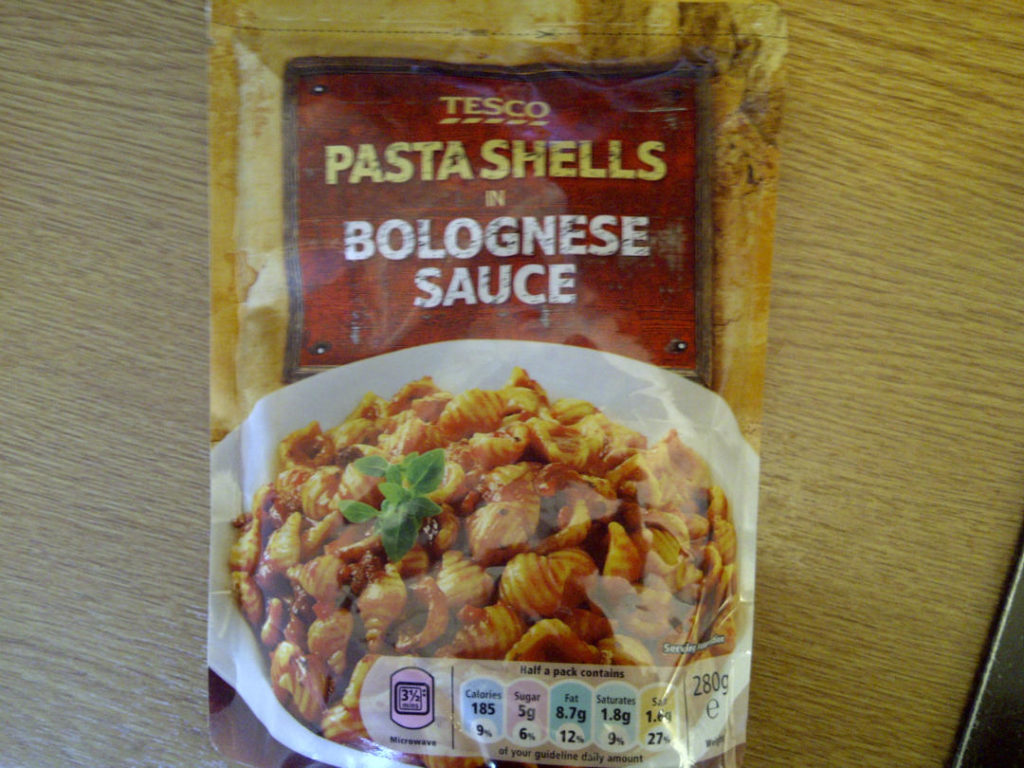 TESCO
PASTA SHELLS
IN
BOLOGNESE
SAUCE
Serving
3½
mins
Microwave
Half a pack contains
Calories Sugar Fat Saturates
185 5g 8.7g 1.8g
9% 6% 12% 9% 27%
of your guideline daily amount
280g
e